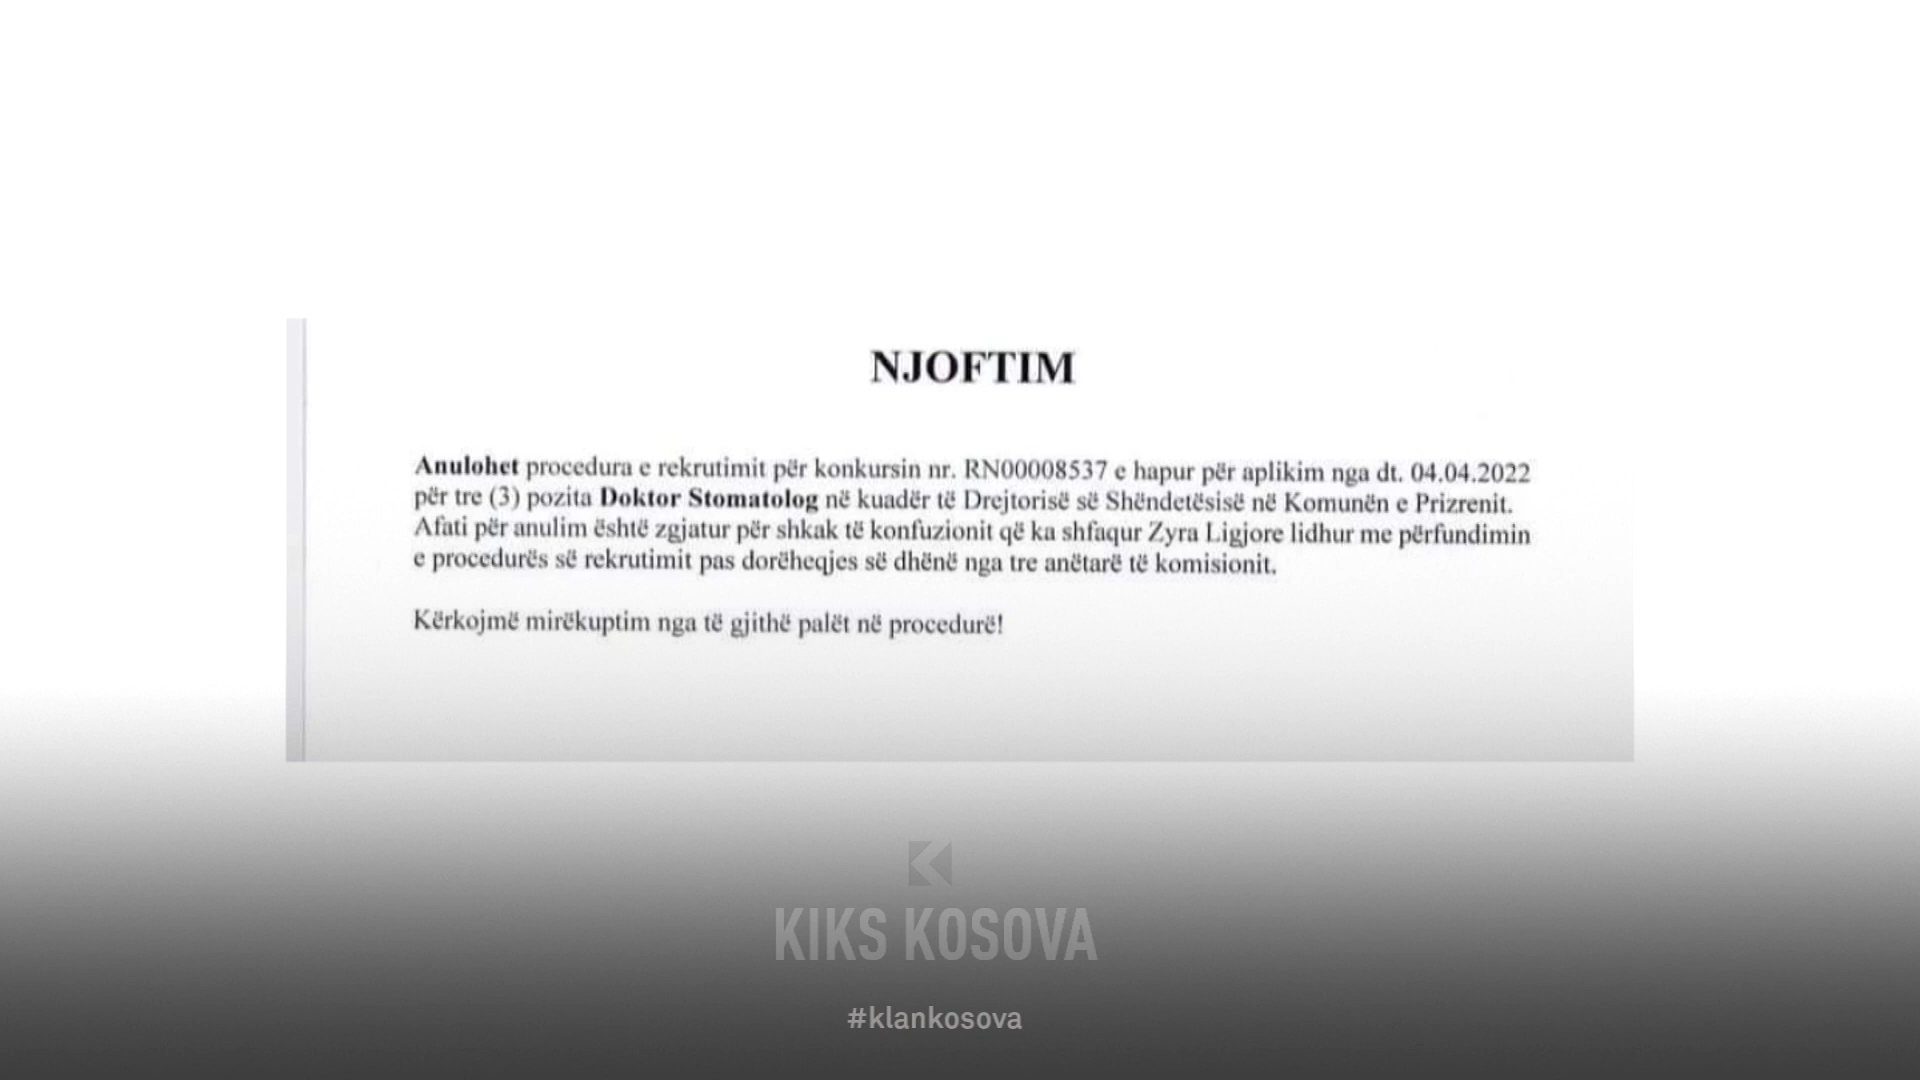 NJOFTIM
Anulohet procedura e rekrutimit për konkursin nr. RN00008537 e hapur për aplikim nga dt. 04.04.2022
për tre (3) pozita Doktor Stomatolog në kuadër të Drejtorisë së Shëndetësisë në Komunën e Prizrenit.
Afati për anulim është zgjatur për shkak të konfuzionit që ka shfaqur Zyra Ligjore lidhur me përfundimin
e procedurës së rekrutimit pas dorëheqjes së dhënë nga tre anëtarë të komisionit.
Kërkojmë mirëkuptim nga të gjithë palët në procedurë!
KIKS KOSOVA
#klankosova